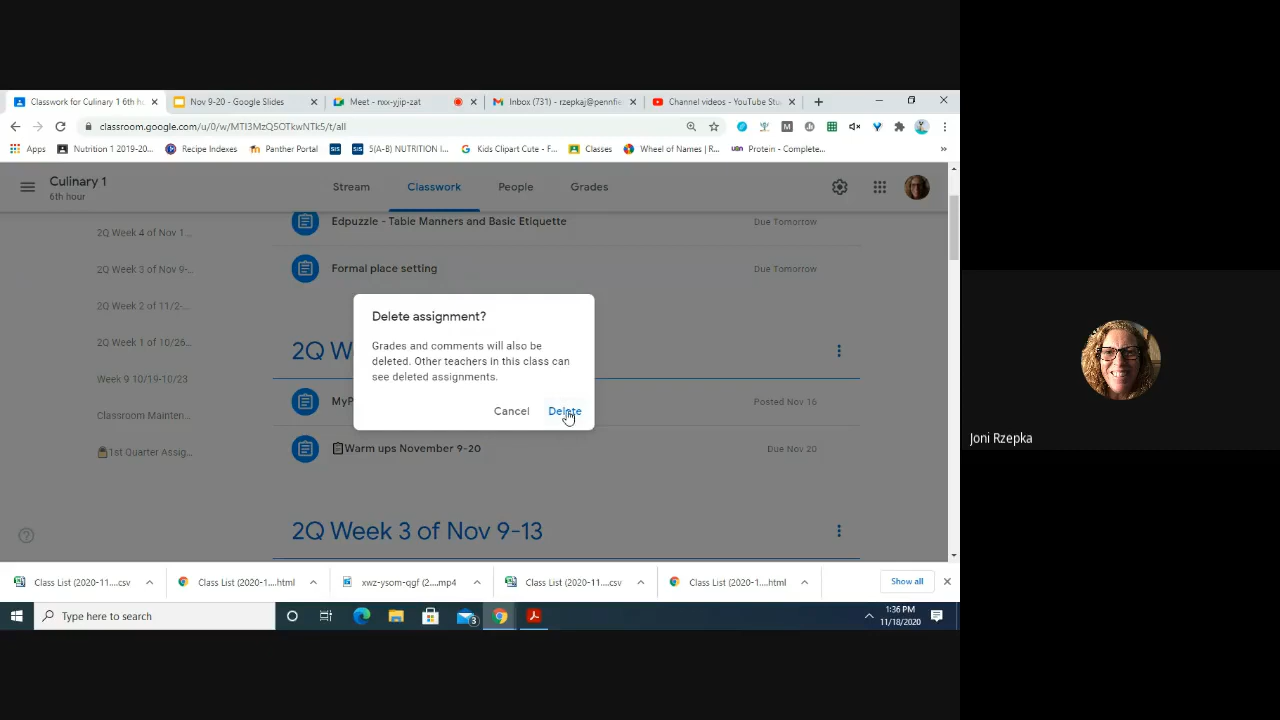 Classwork for Culinary 1 6th ho
Nov 9-20 - Google Slides
Meet - nxx-yjip-zat
Inbox (731) - rzepkaj@pennfie
Channel videos - YouTube Stu
classroom.google.com/u/0/w/MTI3MzQ5OTkwNTk5/t/all
Apps
Nutrition 1 2019-20...
Recipe Indexes
Panther Portal
SIS
SIS
5(A-B) NUTRITION I...
Kids Clipart Cute - F...
Classes
Wheel of Names | R...
Protein - Complete...
»
Culinary 1
6th hour
Stream
Classwork
People
Grades
2Q Week 4 of Nov 1...
2Q Week 3 of Nov 9-...
2Q Week 2 of 11/2-...
2Q Week 1 of 10/26...
Week 9 10/19-10/23
Classroom Mainten...
1st Quarter Assig...
Edpuzzle - Table Manners and Basic Etiquette
Due Tomorrow
Formal place setting
Due Tomorrow
2Q W
Delete assignment?
Grades and comments will also be
deleted. Other teachers in this class can
see deleted assignments.
Cancel
Delete
MyP
Posted Nov 16
Warm ups November 9-20
Due Nov 20
2Q Week 3 of Nov 9-13
Class List (2020-11....csv
Class List (2020-1....html
xwz-ysom-qgf (2....mp4
Class List (2020-11....csv
Class List (2020-1....html
Show all
Type here to search
3
1:36 PM
11/18/2020
Joni Rzepka